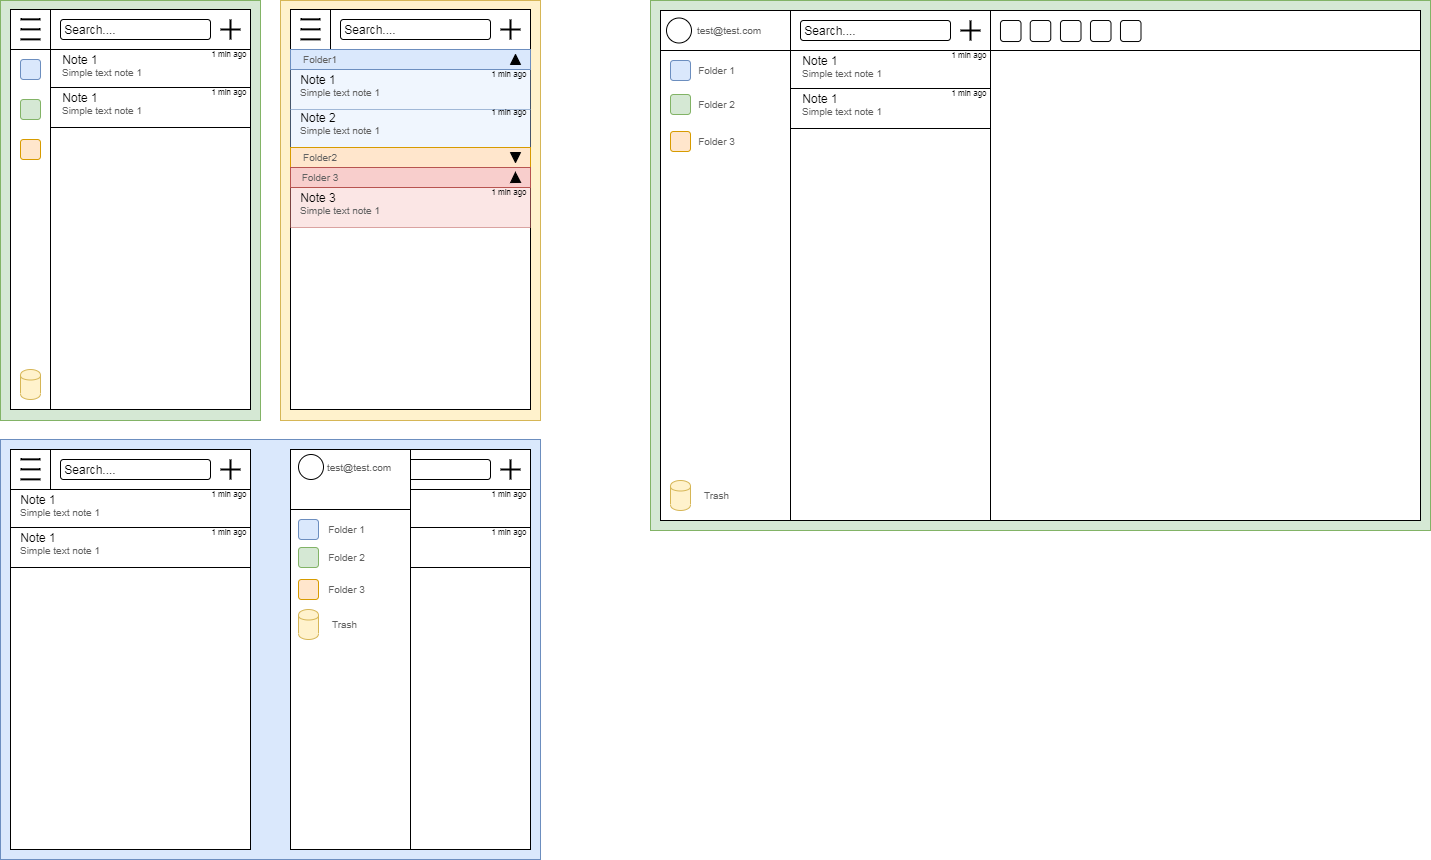 Search....
1 min ago
Note 1
Simple text note 1
1 min ago
Note 1
Simple text note 1
Search....
Folder1
1 min ago
Note 1
Simple text note 1
1 min ago
Note 2
Simple text note 1
Folder2
Folder 3
1 min ago
Note 3
Simple text note 1
test@test.com
Search....
1 min ago
Folder 1
Note 1
Simple text note 1
1 min ago
Folder 2
Note 1
Simple text note 1
Folder 3
Trash
Search....
1 min ago
Note 1
Simple text note 1
1 min ago
Note 1
Simple text note 1
test@test.com
1 min ago
Folder 1
1 min ago
Folder 2
Folder 3
Trash